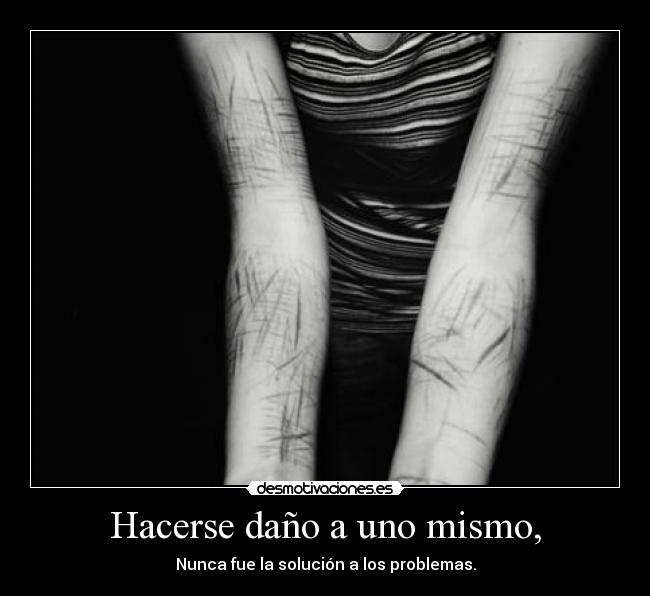 desmotivaciones.es
Hacerse daño a uno mismo,
Nunca fue la solución a los problemas.